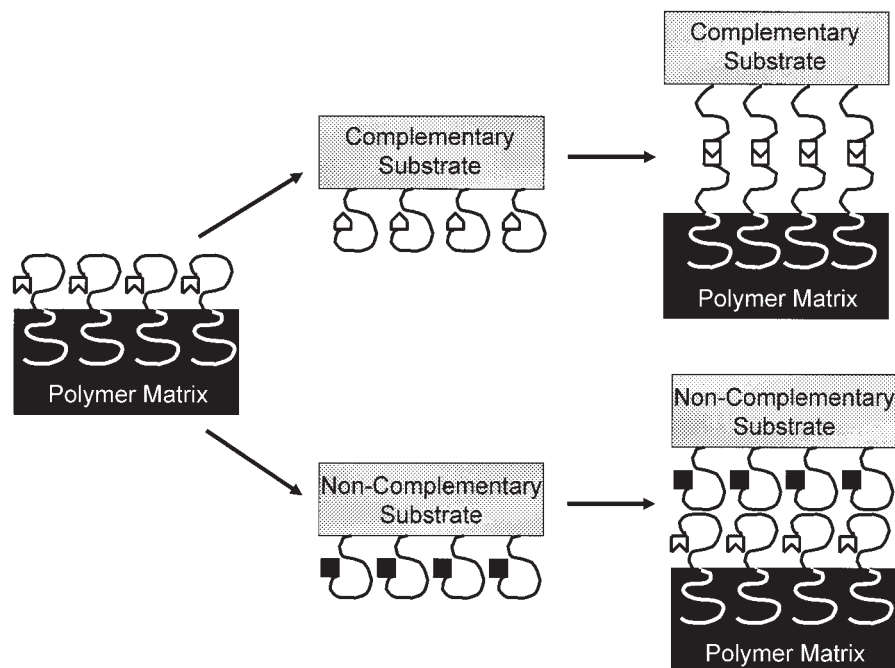 Complementary
Substrate
Complementary
Substrate
Polymer Matrix
Polymer Matrix
Non-Complementary
Substrate
Non-Complementary
Substrate
Polymer Matrix